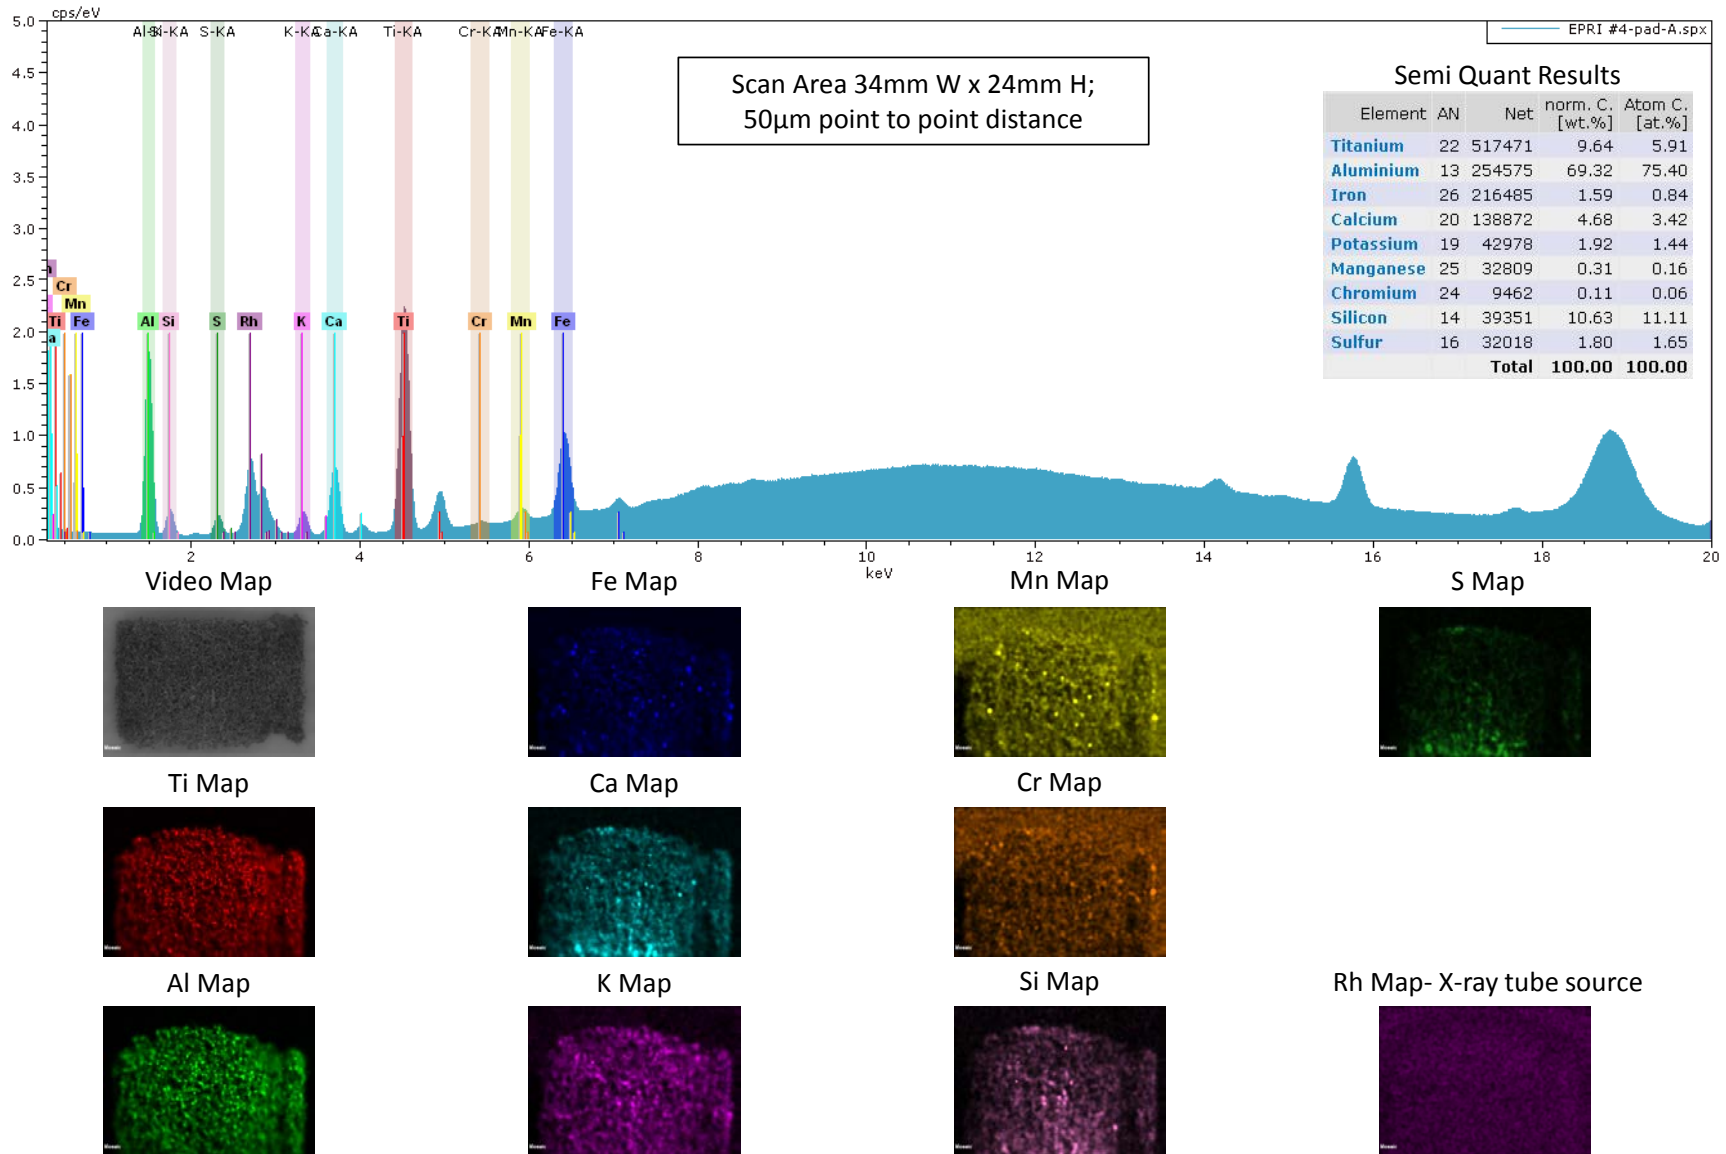 cps/eV
5.0
4.5
4.0
3.5
3.0
2.5
2.0
1.5
1.0
0.5
0.0
Si-KA
S-KA
Ca-KA
Ti-KA
Cr-KA
Mn-KA
Fe-KA
EPRI #4-pad-A.spx
Scan Area 34mm W x 24mm H;
50µm point to point distance
Semi Quant Results
Element AN Net norm. C. [wt.%] Atom C. [at.%]
Titanium 22 517471 9.64 5.91
Aluminium 13 254575 69.32 75.40
Iron 26 216485 1.59 0.84
Calcium 20 138872 4.68 3.42
Potassium 19 42978 1.92 1.44
Manganese 25 32809 0.31 0.16
Chromium 24 9462 0.11 0.06
Silicon 14 39351 10.63 11.11
Sulfur 16 32018 1.80 1.65
Total 100.00 100.00
Cr
Mn
Ti Fe Al Si S Rh K Ca Ti Cr Mn Fe
2 4 6 8 10 12 14 16 18 20
keV
Video Map Fe Map Mn Map S Map
Ti Map Ca Map Cr Map
Al Map K Map Si Map Rh Map- X-ray tube source